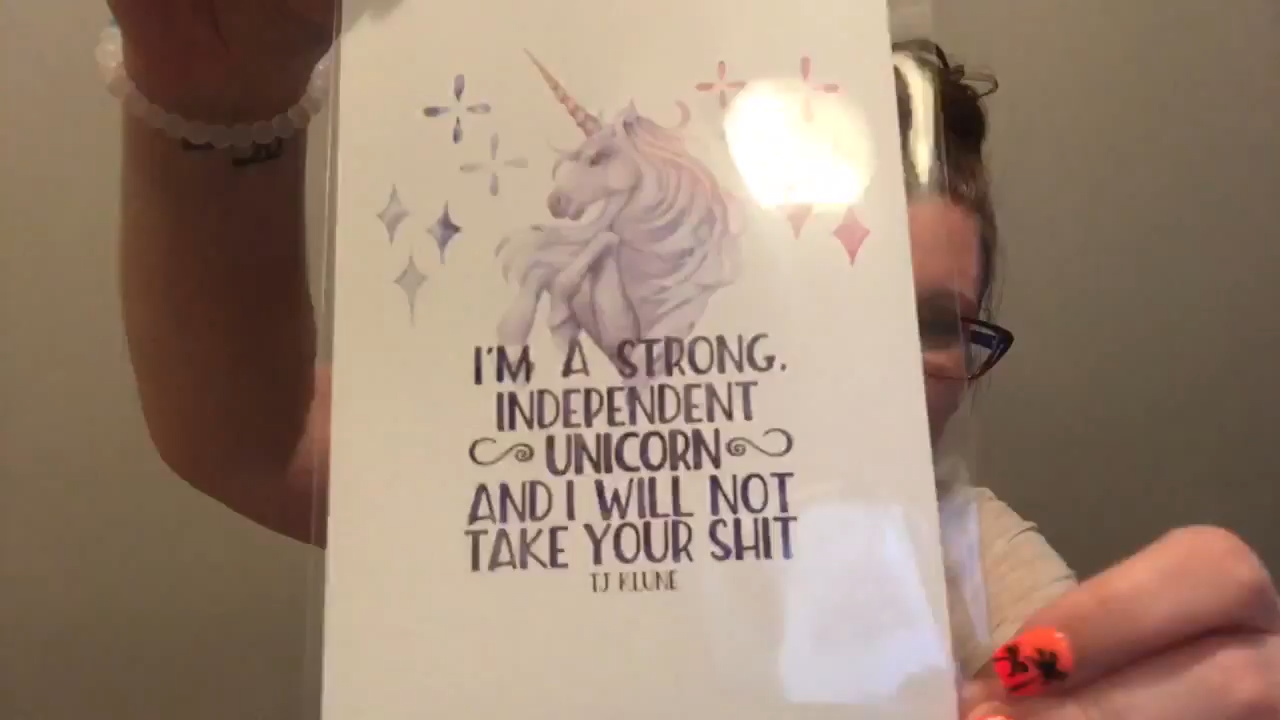 I'M A STRONG,
INDEPENDENT
UNICORN
AND I WILL NOT
TAKE YOUR SHIT
TJ KLUNE